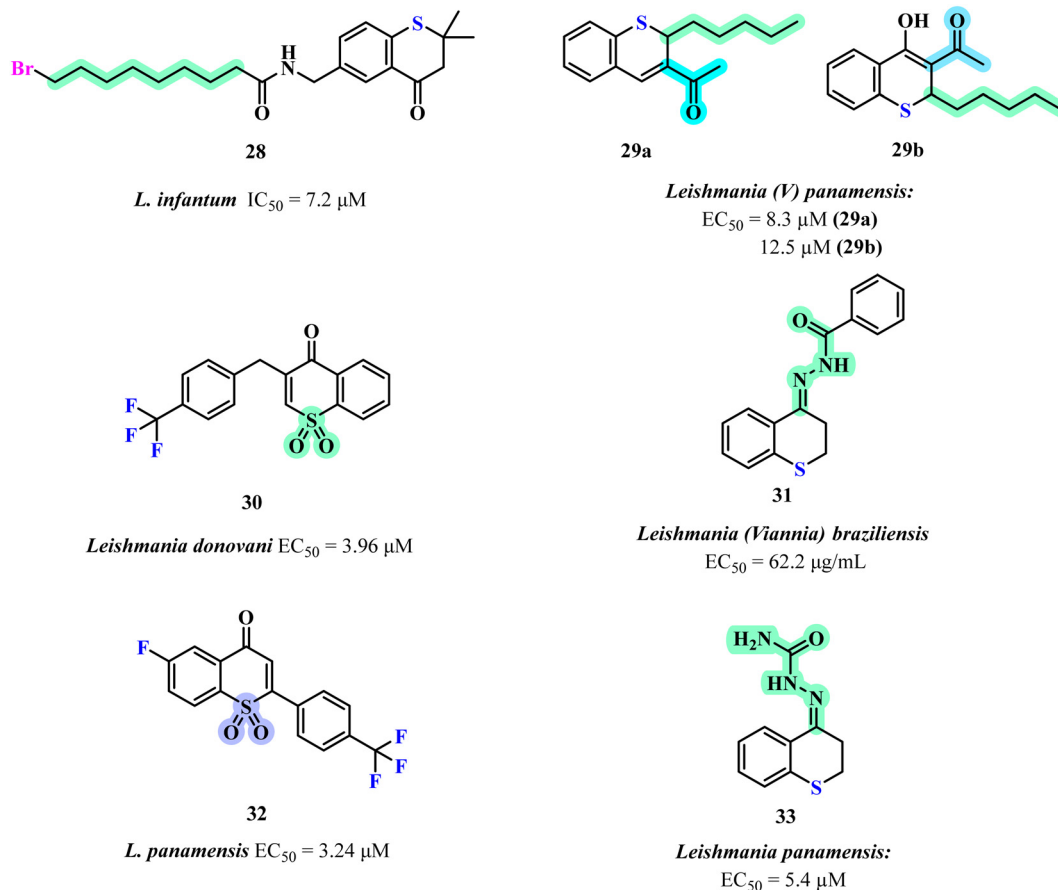 Br
H
N
O
S
O
28
L. infantum IC50 = 7.2 μM
S
O
29a
OH
O
S
29b
Leishmania (V) panamensis:
EC50 = 8.3 μM (29a)
12.5 μM (29b)
F
F
F
O
S
O
O
30
Leishmania donovani EC50 = 3.96 μM
O
NH
N
S
31
Leishmania (Viannia) braziliensis
EC50 = 62.2 μg/mL
F
O
S
O
O
F
F
F
32
L. panamensis EC50 = 3.24 μM
H2N
O
HN
N
S
33
Leishmania panamensis:
EC50 = 5.4 μM